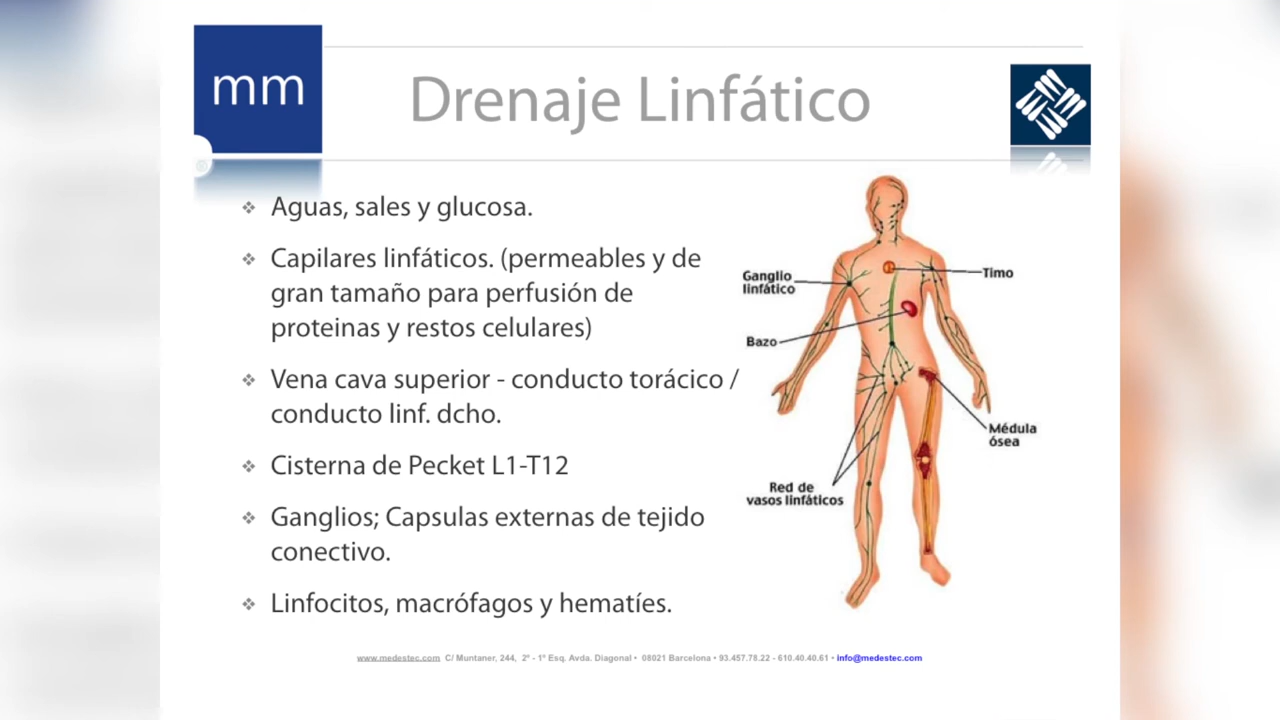 mm
Drenaje Linfático
Aguas, sales y glucosa.
Capilares linfáticos. (permeables y de
gran tamaño para perfusión de
proteinas y restos celulares)
Vena cava superior - conducto torácico /
conducto linf. dcho.
Cisterna de Pecket L1-T12
Ganglios; Capsulas externas de tejido
conectivo.
Linfocitos, macrófagos y hematíes.
Ganglio
linfático
Timo
Bazo
Médula
ósea
Red de
vasos linfáticos
www.medestec.com C/ Muntaner, 244, 2º - 1º Esq. Avda. Diagonal • 08021 Barcelona • 93.457.78.22 - 610.40.40.61 • info@medestec.com